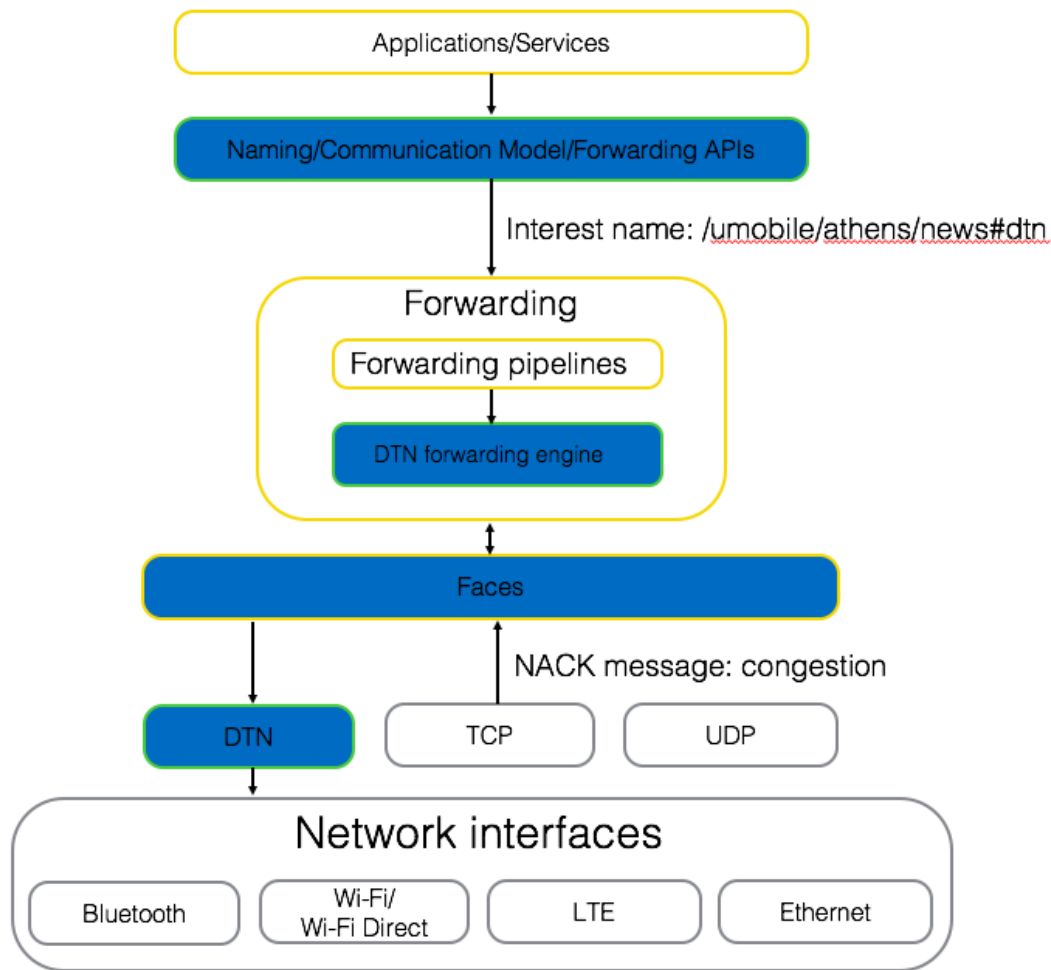 Applications/Services
Naming/Communication Model/Forwarding APIs
Interest name: /umobile/athens/news#dtn
Forwarding
Forwarding pipelines
DTN forwarding engine
Faces
NACK message: congestion
DTN
TCP
UDP
Network interfaces
Bluetooth
Wi-Fi/
Wi-Fi Direct
LTE
Ethernet